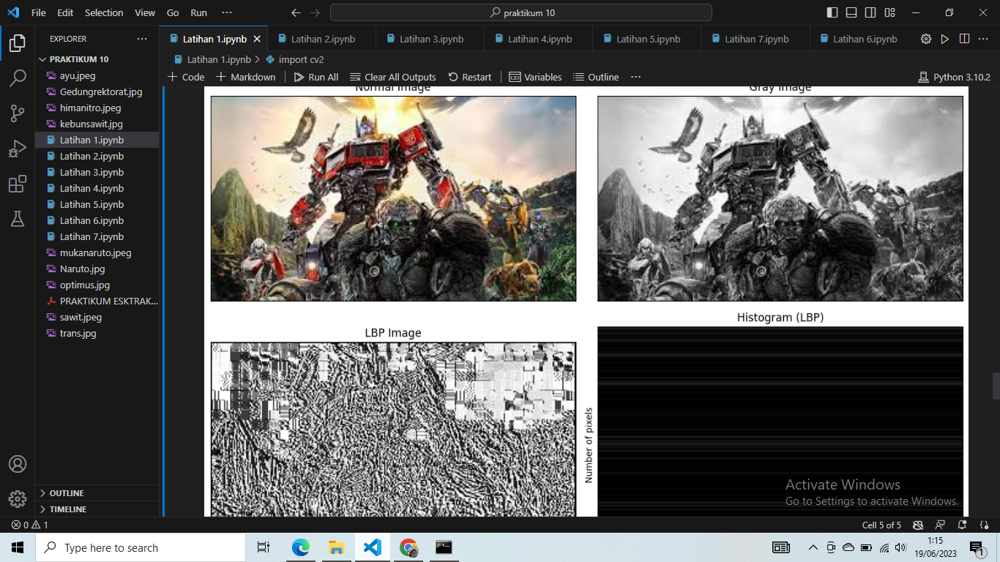 File Edit Selection View Go Run ···
praktikum 10
EXPLORER ···
PRAKTIKUM 10
ayu.jpeg
Gedungrektorat.jpg
himanitro.jpeg
kebunsawit.jpg
Latihan 1.ipynb
Latihan 2.ipynb
Latihan 3.ipynb
Latihan 4.ipynb
Latihan 5.ipynb
Latihan 6.ipynb
Latihan 7.ipynb
mukanaruto.jpeg
Naruto.jpg
optimus.jpg
PRAKTIKUM ESKTRAK...
sawit.jpeg
trans.jpg
OUTLINE
TIMELINE
Latihan 1.ipynb Latihan 2.ipynb Latihan 3.ipynb Latihan 4.ipynb Latihan 5.ipynb Latihan 7.ipynb Latihan 6.ipynb
Latihan 1.ipynb > import cv2
+ Code + Markdown Run All Clear All Outputs Restart Variables Outline ··· Python 3.10.2
Normal Image
Gray Image
LBP Image
Histogram (LBP)
Number of pixels
Activate Windows
Go to Settings to activate Windows.
0 1
Cell 5 of 5
Type here to search
1:15
19/06/2023
1